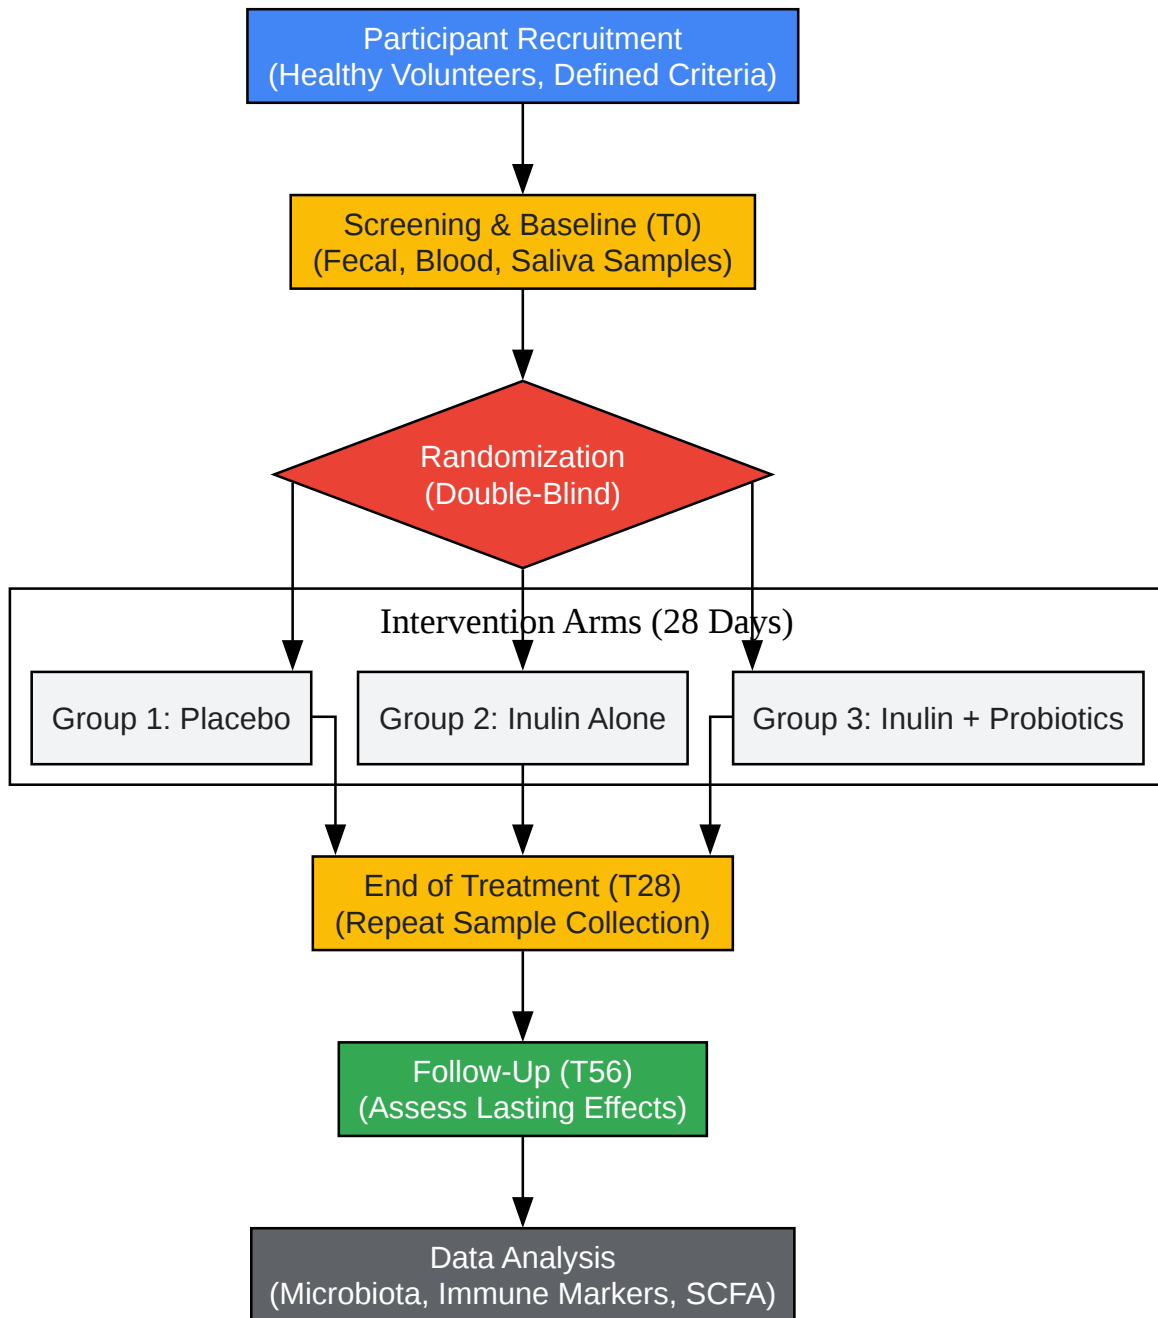 Participant Recruitment
(Healthy Volunteers, Defined Criteria)
Screening & Baseline (T0)
(Fecal, Blood, Saliva Samples)
Randomization
(Double-Blind)
Intervention Arms (28 Days)
Group 1: Placebo
Group 2: Inulin Alone
Group 3: Inulin + Probiotics
End of Treatment (T28)
(Repeat Sample Collection)
Follow-Up (T56)
(Assess Lasting Effects)
Data Analysis
(Microbiota, Immune Markers, SCFA)